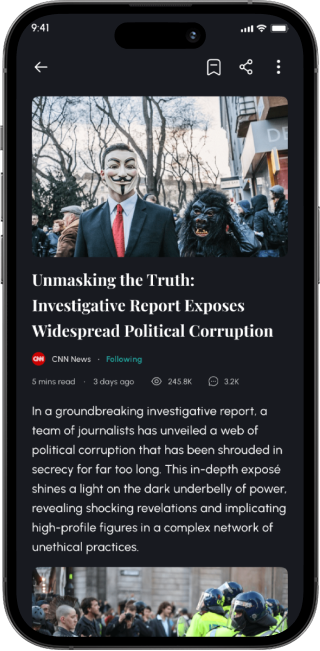 9:41
DE
Unmasking the Truth:
Investigative Report Exposes
Widespread Political Corruption
CNN CNN News · Following
5 mins read · 3 days ago 245.8K 3.2K
In a groundbreaking investigative report, a
team of journalists has unveiled a web of
political corruption that has been shrouded in
secrecy for far too long. This in-depth exposé
shines a light on the dark underbelly of power,
revealing shocking revelations and implicating
high-profile figures in a complex network of
unethical practices.